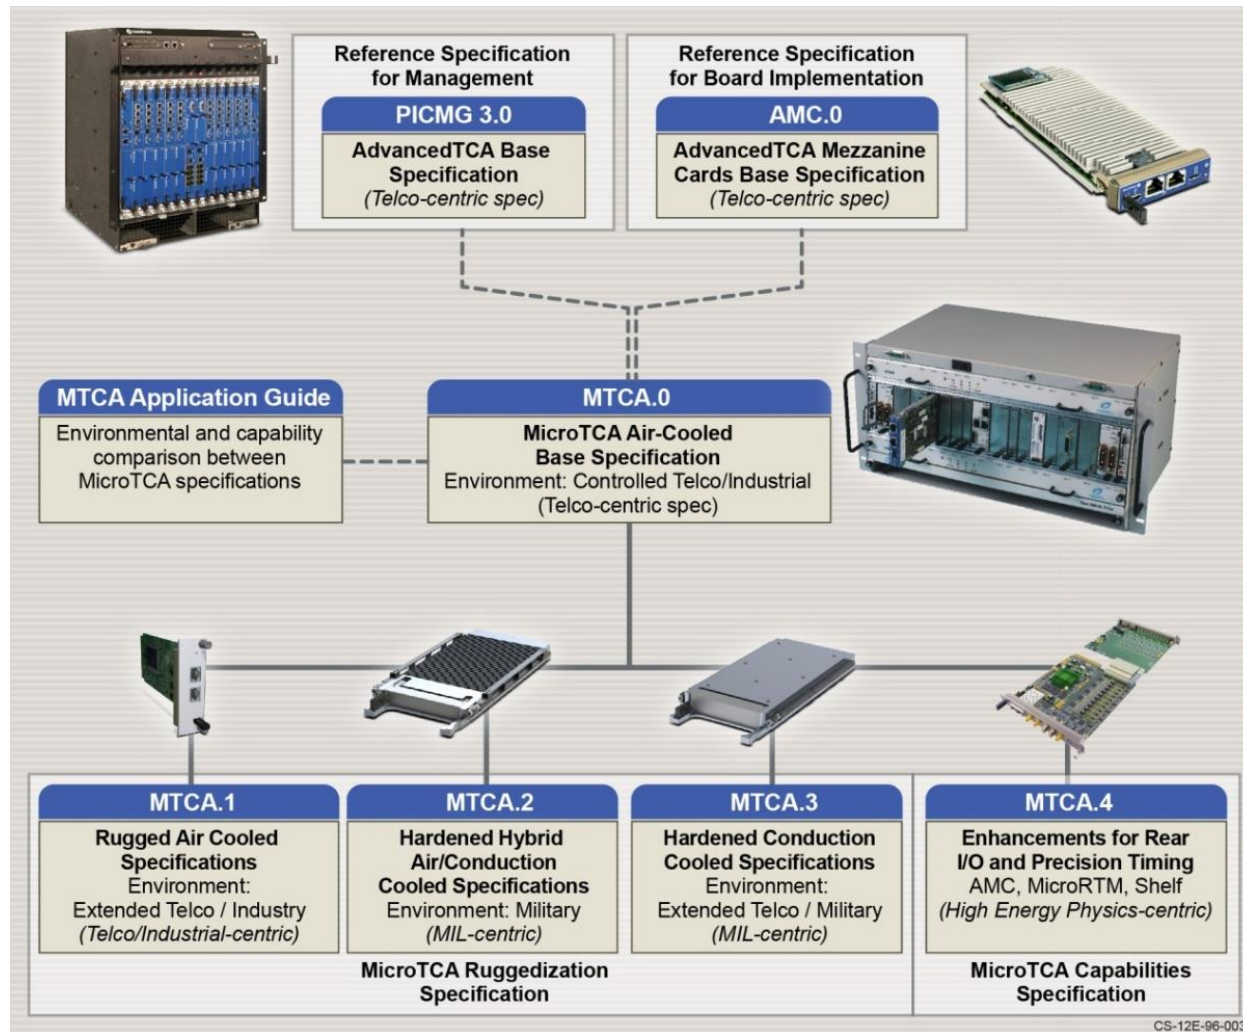 Reference Specification
for Management
PICMG 3.0
AdvancedTCA Base
Specification
(Telco-centric spec)
Reference Specification
for Board Implementation
AMC.0
AdvancedTCA Mezzanine
Cards Base Specification
(Telco-centric spec)
MTCA Application Guide
Environmental and capability
comparison between
MicroTCA specifications
MTCA.0
MicroTCA Air-Cooled
Base Specification
Environment: Controlled Telco/Industrial
(Telco-centric spec)
MTCA.1
Rugged Air Cooled
Specifications
Environment:
Extended Telco / Industry
(Telco/Industrial-centric)
MTCA.2
Hardened Hybrid
Air/Conduction
Cooled Specifications
Environment: Military
(MIL-centric)
MTCA.3
Hardened Conduction
Cooled Specifications
Environment:
Extended Telco / Military
(MIL-centric)
MTCA.4
Enhancements for Rear
I/O and Precision Timing
AMC, MicroRTM, Shelf
(High Energy Physics-centric)
MicroTCA Ruggedization
Specification
MicroTCA Capabilities
Specification
CS-12E-96-003